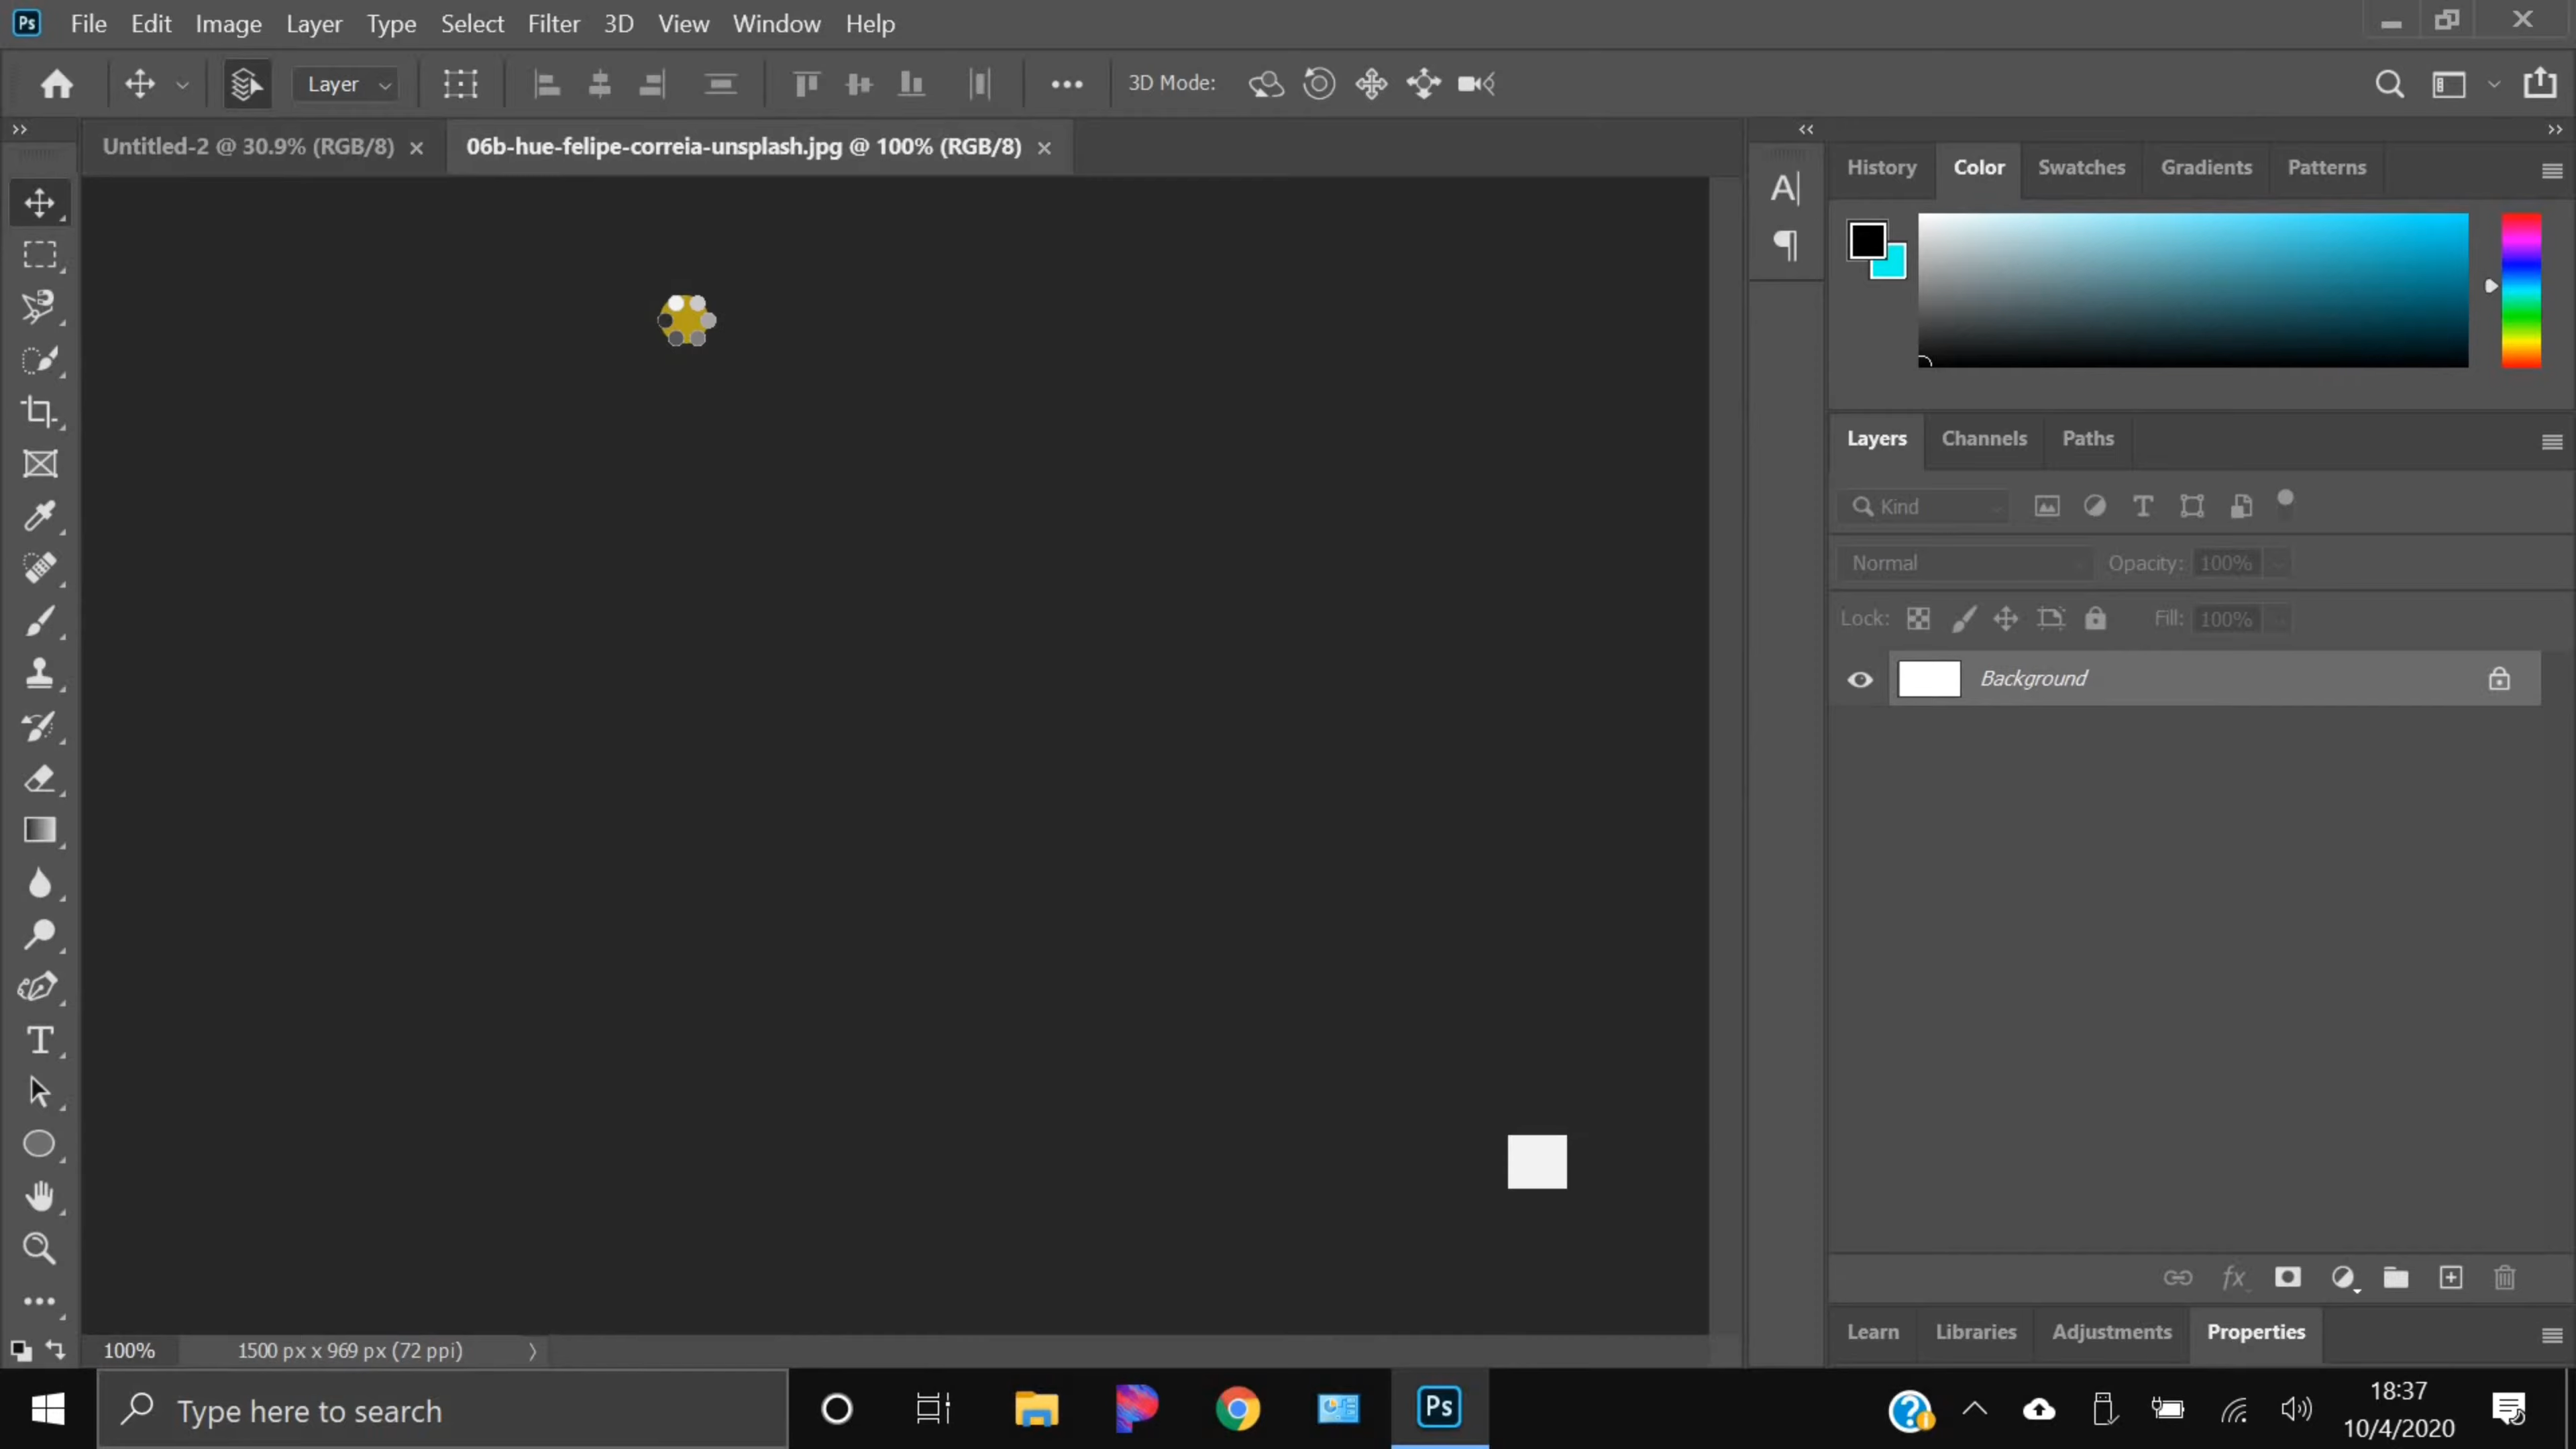 Ps File Edit Image Layer Type Select Filter 3D View Window Help
Layer 3D Mode:
Untitled-2 @ 30.9% (RGB/8) × 06b-hue-felipe-correia-unsplash.jpg @ 100% (RGB/8) ×
History Color Swatches Gradients Patterns
A|
¶
Layers Channels Paths
Kind
Normal Opacity: 100%
Lock: Fill: 100%
Background
fx
T
Learn Libraries Adjustments Properties
100% 1500 px x 969 px (72 ppi)
Type here to search
Ps
18:37
10/4/2020